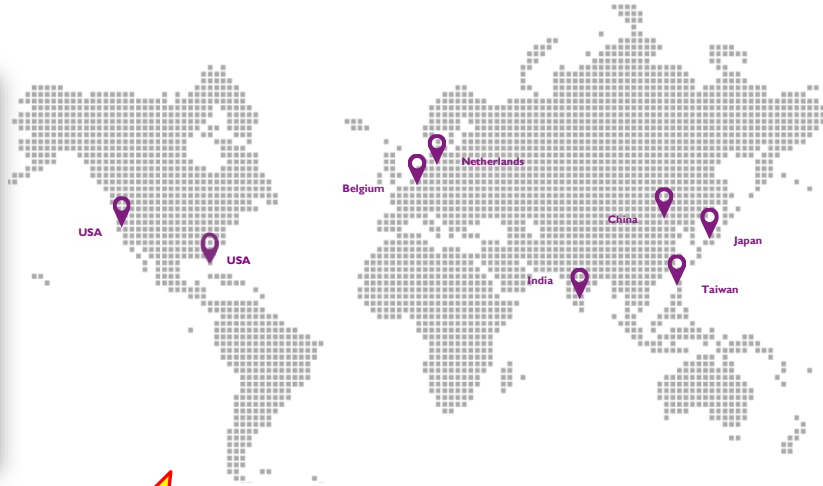 Netherlands
Belgium
China
USA
Japan
USA
India
Taiwan